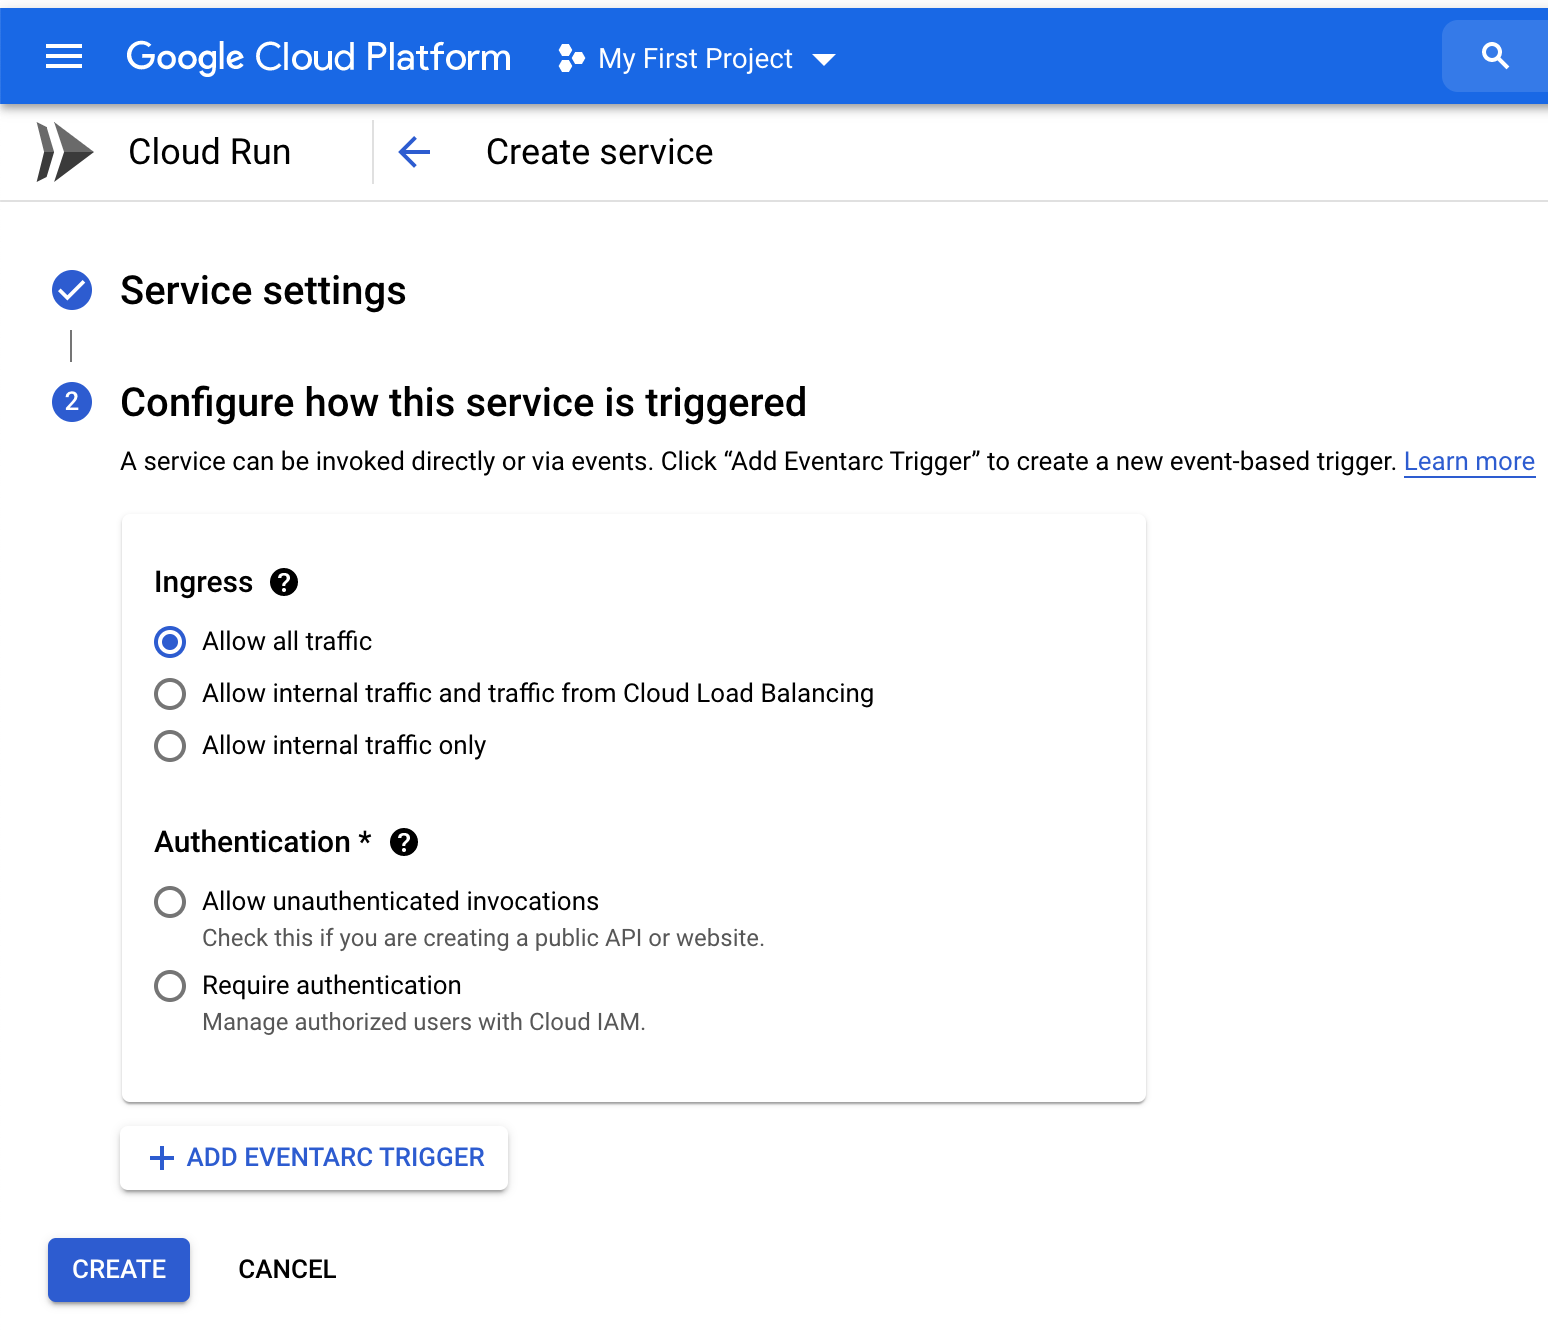 Google Cloud Platform My First Project
Cloud Run Create service
Service settings
2 Configure how this service is triggered
A service can be invoked directly or via events. Click “Add Eventarc Trigger” to create a new event-based trigger. Learn more
Ingress ?
Allow all traffic
Allow internal traffic and traffic from Cloud Load Balancing
Allow internal traffic only
Authentication * ?
Allow unauthenticated invocations
Check this if you are creating a public API or website.
Require authentication
Manage authorized users with Cloud IAM.
ADD EVENTARC TRIGGER
CREATE CANCEL